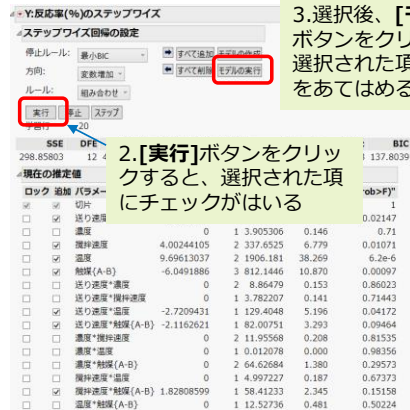 Y:反応率(%)のステップワイズ
ステップワイズ回帰の設定
停止ルール: 最小BIC すべて追加 モデルの作成
方向: 変数増加 すべて削除 モデルの実行
ルール: 組み合わせ
実行 止 ステップ
20
3.選択後、[モ
ボタンをクリ
選択された項
をあてはめる
2.[実行]ボタンをクリッ
クすると、選択された項
にチェックがはいる
SSE DFE BIC
298.85803 12 137.8039
現在の推定値
ロック 追加 パラメー rob>F)"
切片 1
送り速度 0.02147
濃度 0 1 3.905306 0.146 0.71
攪拌速度 4.00244105 2 337.6525 6.779 0.01071
温度 9.69613037 2 1906.181 38.269 6.2e-6
触媒{A-B} -6.0491886 3 812.1446 10.870 0.00097
送り速度*濃度 0 2 8.86479 0.153 0.86023
送り速度*攪拌速度 0 1 3.782207 0.141 0.71443
送り速度*温度 -2.7209431 1 129.4048 5.196 0.04172
送り速度*触媒{A-B} -2.1162621 1 82.00751 3.293 0.09464
濃度*攪拌速度 0 2 11.95568 0.208 0.81535
濃度*温度 0 1 0.012078 0.000 0.98356
濃度*触媒{A-B} 0 2 64.62684 1.380 0.29573
攪拌速度*温度 0 1 4.997227 0.187 0.67373
攪拌速度*触媒{A-B} 1.82808599 1 58.41233 2.345 0.15158
温度*触媒{A-B} 0 1 12.52736 0.481 0.50224